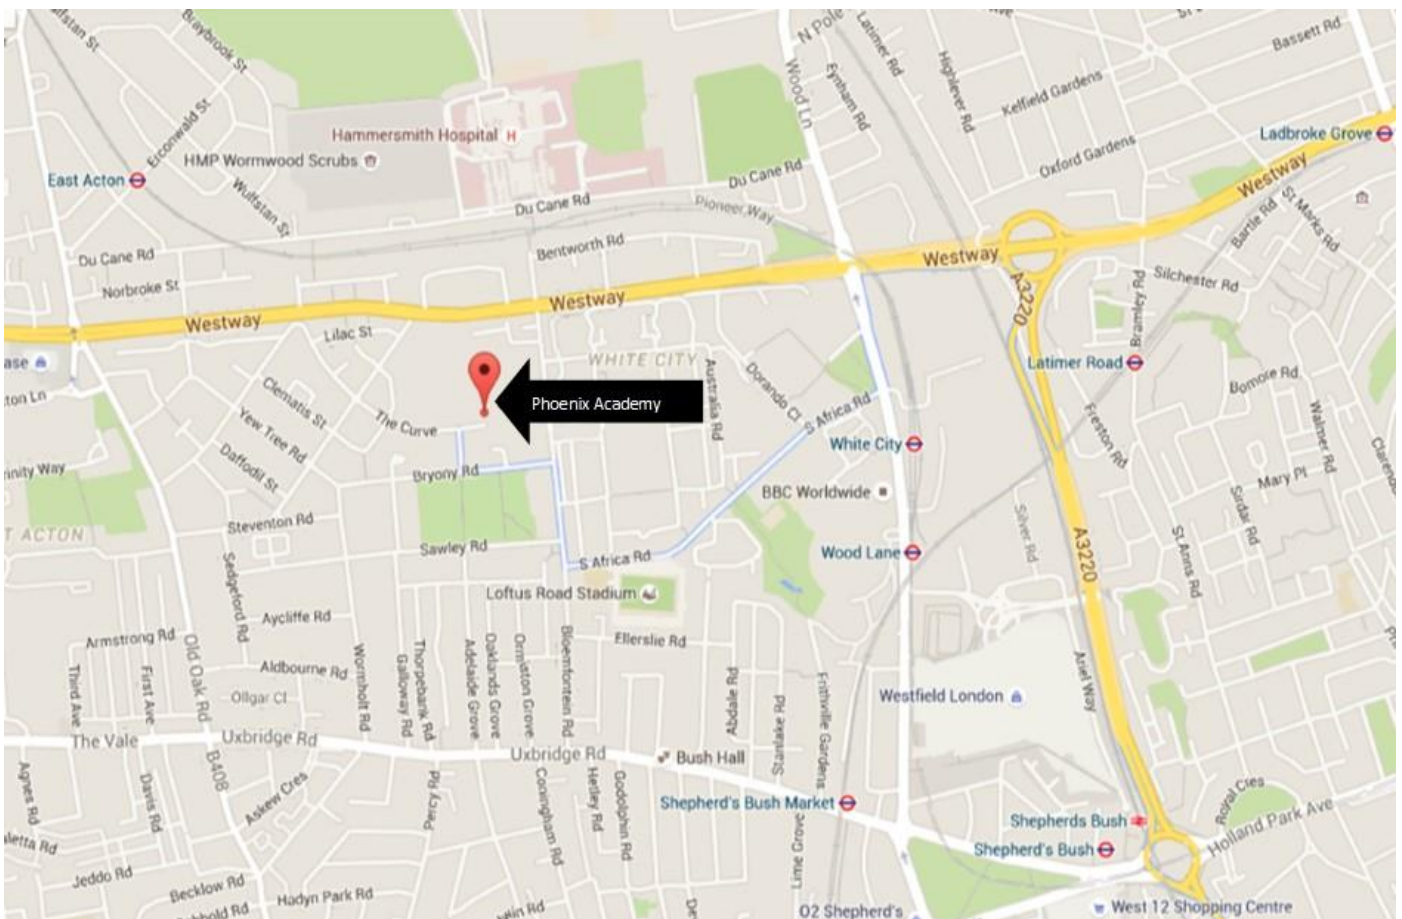 N Pole
Latimer Rd
Braybrook St
Bassett Rd
Wood Ln
Eynham Rd
Highlever Rd
Kelfield Gardens
Erconwald St
Hammersmith Hospital H
Ladbroke Grove
HMP Wormwood Scrubs
Oxford Gardens
East Acton
Du Cane Rd
Westway
Wulfstan St
Du Cane Rd
Pioneer Way
St Marks Rd
Bartle Rd
Du Cane Rd
Bentworth Rd
Westway
Silchester Rd
Norbroke St
A3220
Bramley Rd
Westway
Westway
Lilac St
ase
WHITE CITY
Latimer Road
Dorando Cl
Australia Rd
Bomore Rd
ton Ln
Clematis St
Phoenix Academy
S Africa Rd
The Curve
Yew Tree Rd
Freston Rd
Walmer Rd
White City
Daffodil St
inity Way
Bryony Rd
Mary Pl
BBC Worldwide
Sirdar Rd
Steventon Rd
T ACTON
Silver Rd
Sawley Rd
S Africa Rd
Wood Lane
A3220
St Anns Rd
Loftus Road Stadium
Sedgeford Rd
Aycliffe Rd
Armstrong Rd
Ellerslie Rd
Old Oak Rd
Aldbourne Rd
Wormholt Rd
Galloway Rd
Thorpebank Rd
Adelaide Grove
Oaklands Grove
Ormiston Grove
Bloemfontein Rd
Third Ave
First Ave
Ollgar Cl
Abdale Rd
Stanlake Rd
Frithville Gardens
Westfield London
Ariel Way
The Vale
Uxbridge Rd
Uxbridge Rd
Bush Hall
B408
Agnes Rd
Davis Rd
Askew Cres
Percy Rd
Coningham Rd
Hetley Rd
Godolphin Rd
Shepherd's Bush Market
Royal Cres
Shepherds Bush
Holland Park Ave
Lime Grove
Shepherd's Bush
Jeddo Rd
Becklow Rd
Hadyn Park Rd
O2 Shepherd's
West 12 Shopping Centre